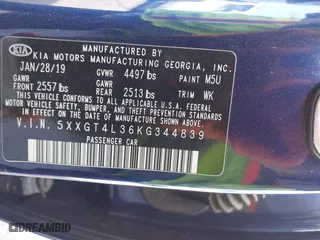 KIA
MANUFACTURED BY
KIA MOTORS MANUFACTURING GEORGIA, INC.
JAN/28/19 GVWR 4497 lbs PAINT M5U
GAWR FRONT 2557 lbs GAWR REAR 2513 lbs TRIM WK
THIS VEHICLE CONFORMS TO ALL APPLICABLE U.S.
FEDERAL MOTOR VEHICLE SAFETY, BUMPER, AND THEFT
PREVENTION STANDARDS IN EFFECT ON THE DATE OF
MANUFACTURE SHOWN ABOVE.
V.I.N. 5XXGT4L36KG344839
PASSENGER CAR
DREAMBID